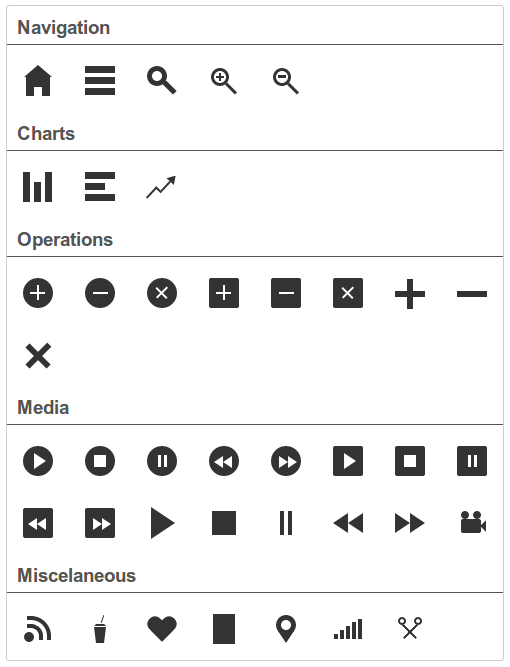 Navigation
Charts
Operations
Media
Miscelaneous